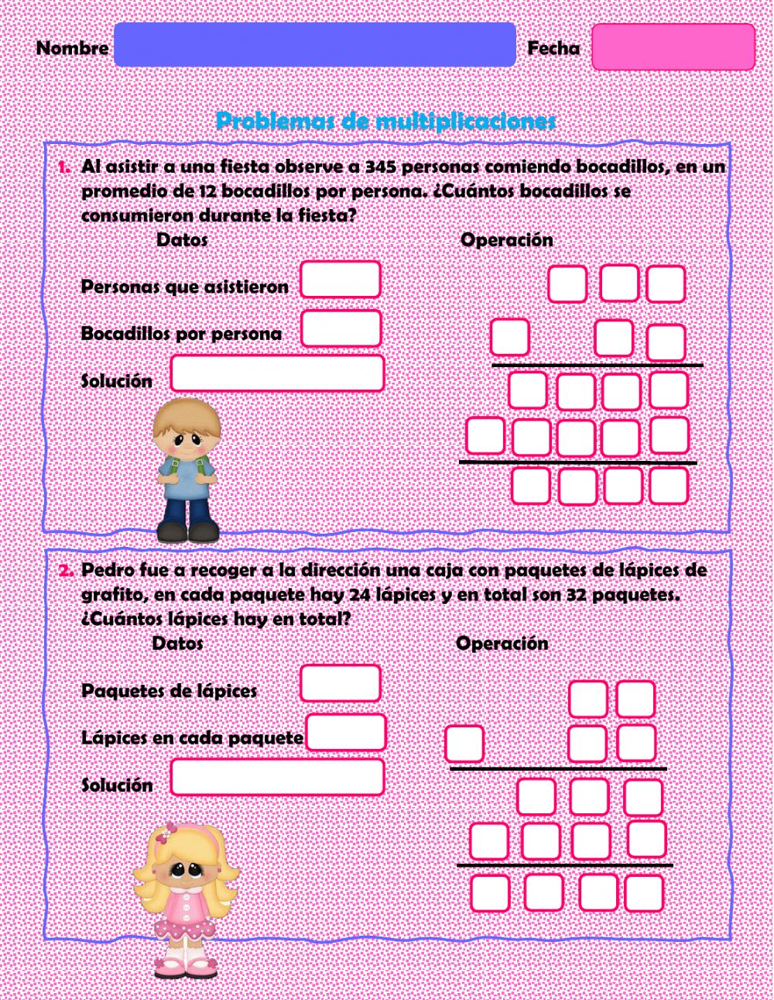 Nombre Fecha
Problemas de multiplicaciones
1. Al asistir a una fiesta observe a 345 personas comiendo bocadillos, en un
promedio de 12 bocadillos por persona. ¿Cuántos bocadillos se
consumieron durante la fiesta?
Datos Operación
Personas que asistieron
Bocadillos por persona
Solución
2. Pedro fue a recoger a la dirección una caja con paquetes de lápices de
grafito, en cada paquete hay 24 lápices y en total son 32 paquetes.
¿Cuántos lápices hay en total?
Datos Operación
Paquetes de lápices
Lápices en cada paquete
Solución